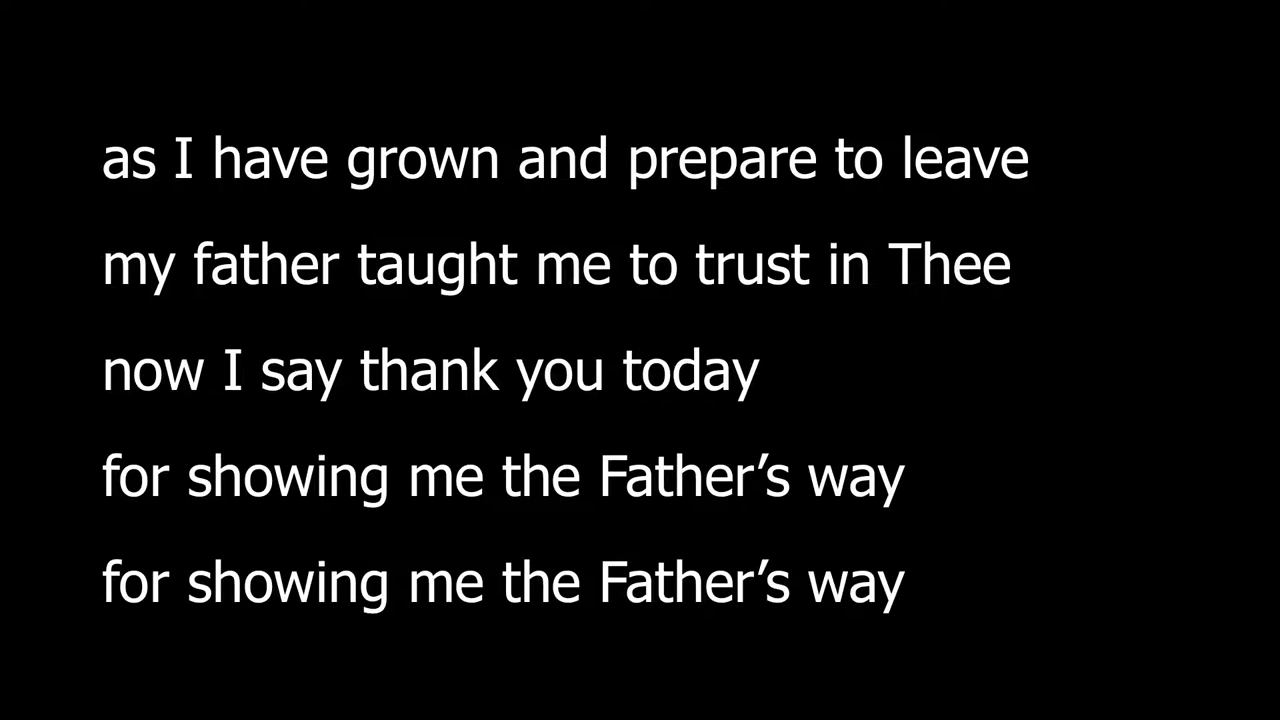 as I have grown and prepare to leave
my father taught me to trust in Thee
now I say thank you today
for showing me the Father’s way
for showing me the Father’s way